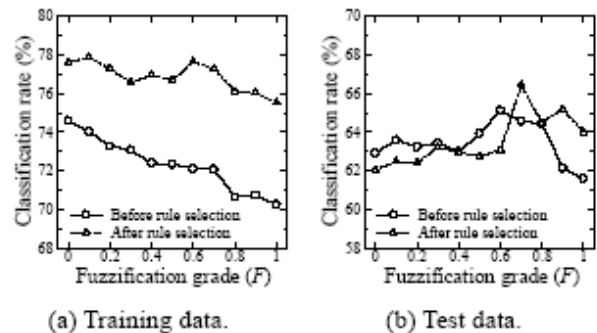 80
78
76
74
72
70
68
Classification rate (%)
Before rule selection
After rule selection
0 0.2 0.4 0.6 0.8 1
Fuzzification grade (F)
(a) Training data.
70
68
66
64
62
60
58
Classification rate (%)
Before rule selection
After rule selection
0 0.2 0.4 0.6 0.8 1
Fuzzification grade (F)
(b) Test data.